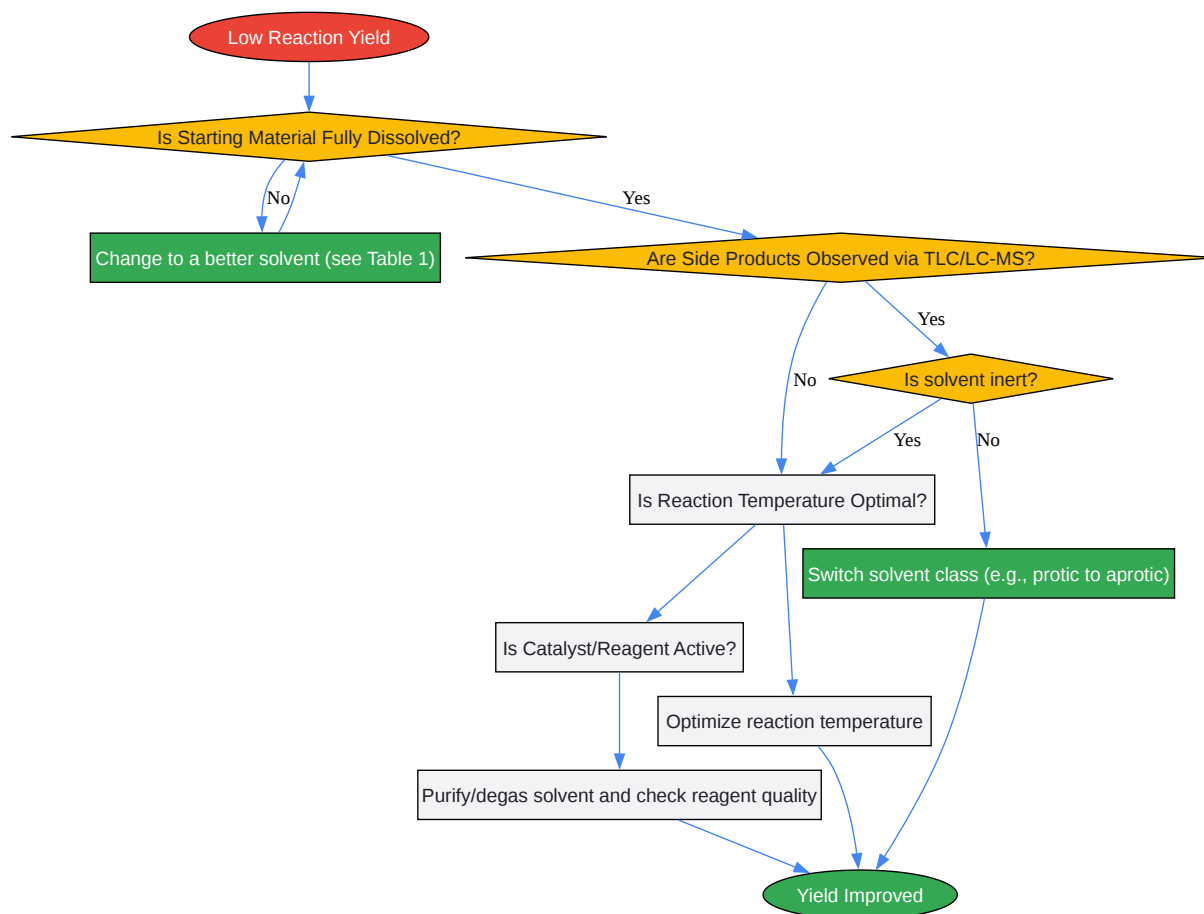 Low Reaction Yield
Is Starting Material Fully Dissolved?
No
Yes
Change to a better solvent (see Table 1)
Are Side Products Observed via TLC/LC-MS?
Yes
No
Is solvent inert?
Yes
No
Is Reaction Temperature Optimal?
Switch solvent class (e.g., protic to aprotic)
Is Catalyst/Reagent Active?
Optimize reaction temperature
Purify/degas solvent and check reagent quality
Yield Improved